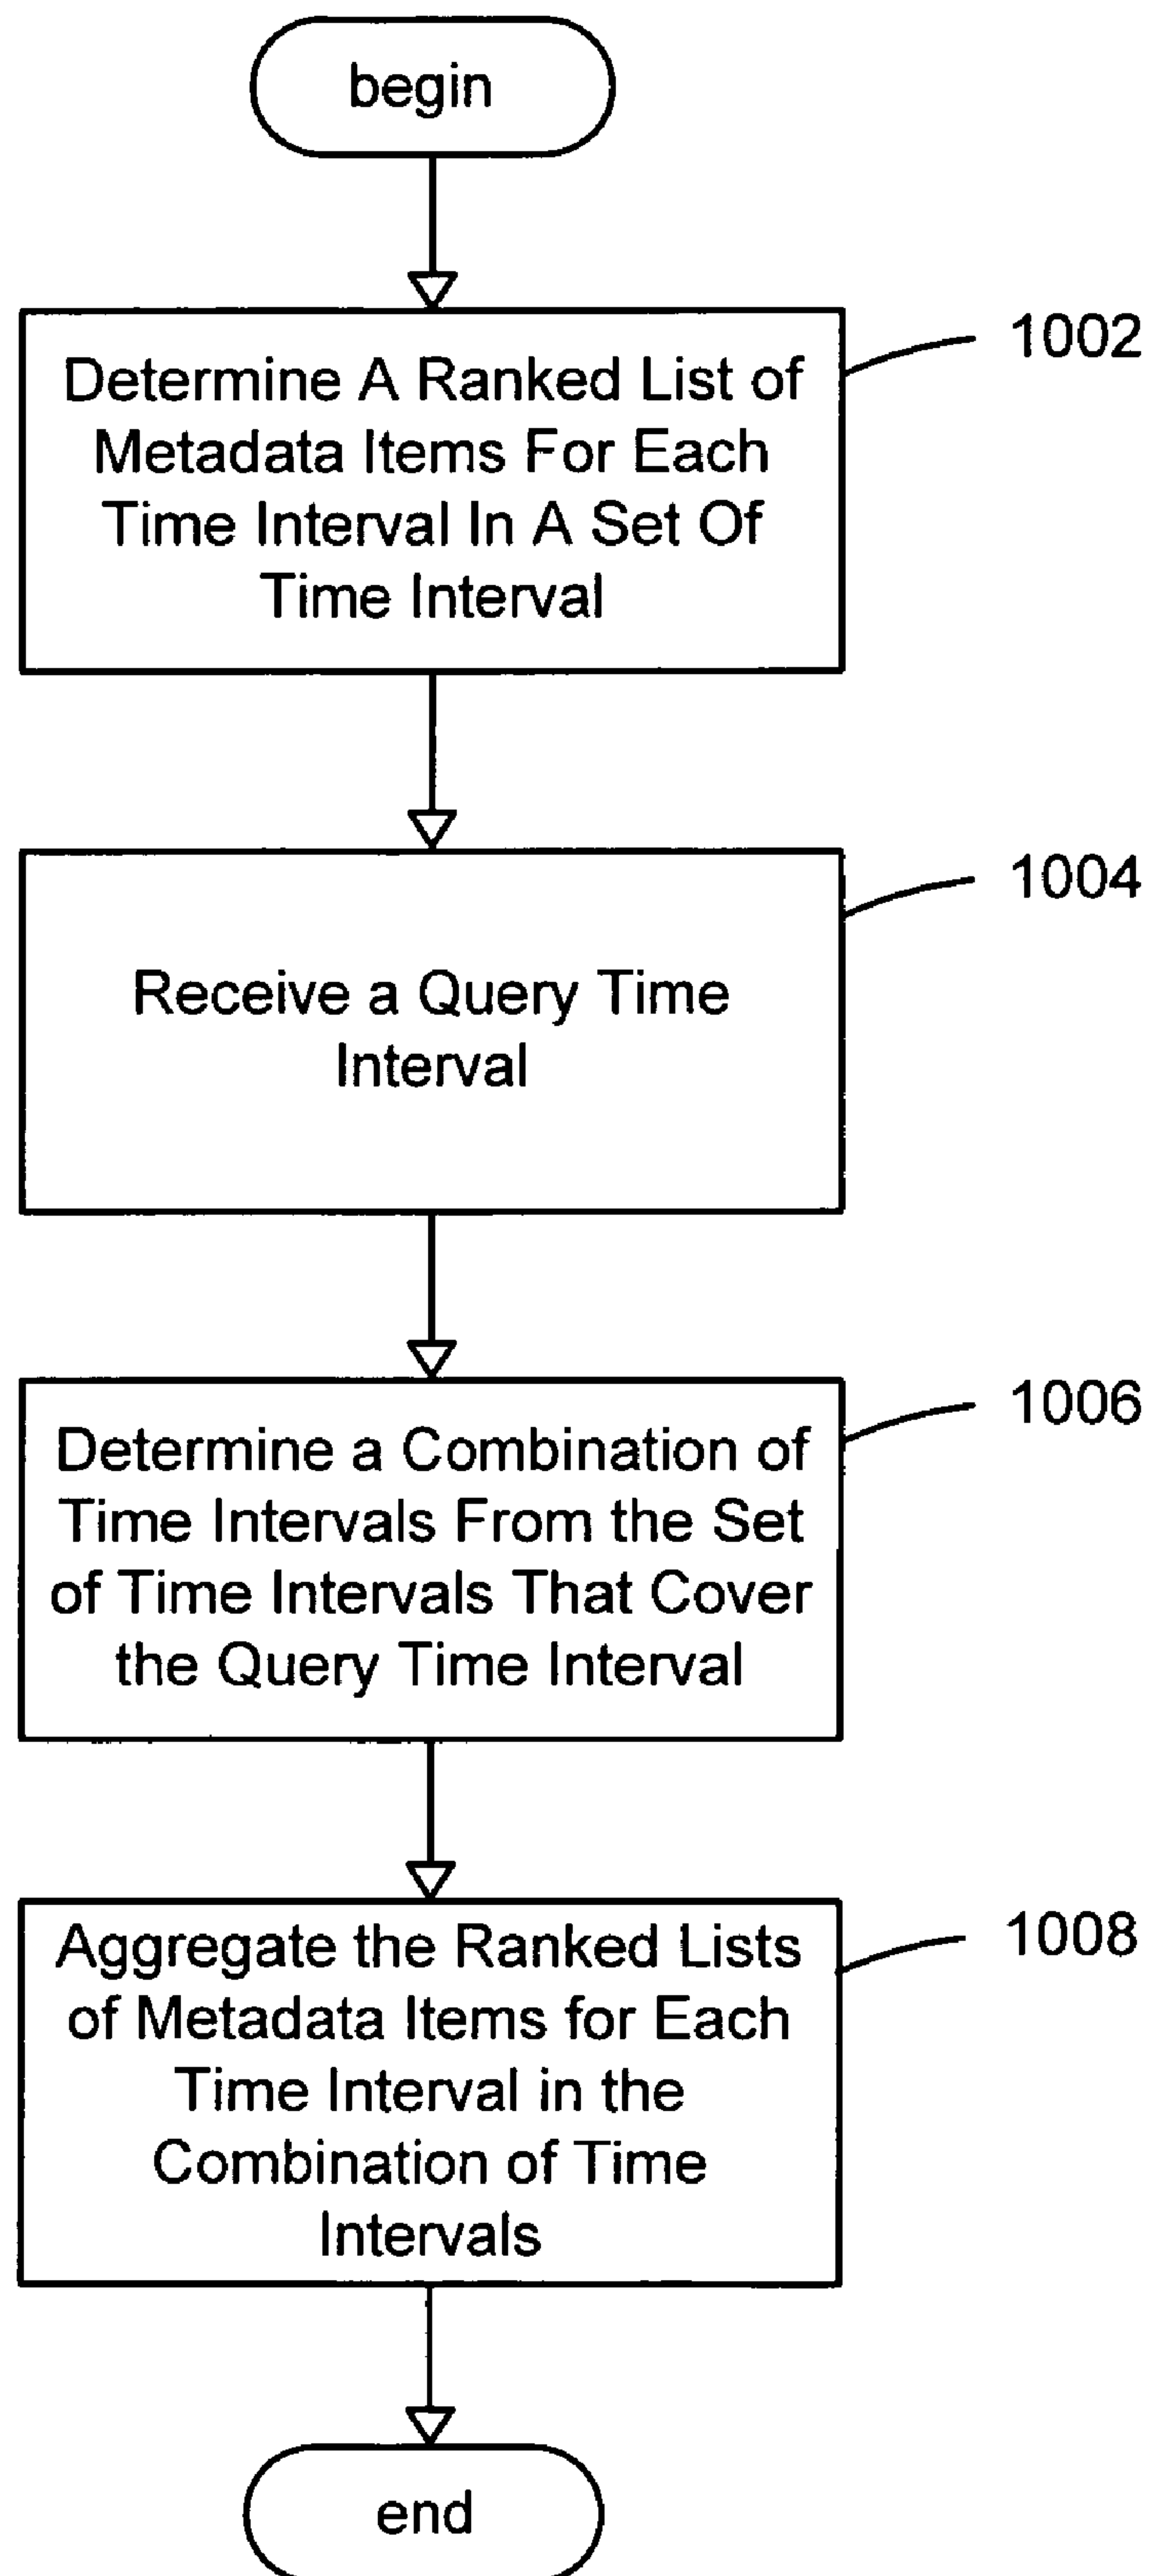 begin
1002
Determine A Ranked List of
Metadata Items For Each
Time Interval In A Set Of
Time Interval
1004
Receive a Query Time
Interval
1006
Determine a Combination of
Time Intervals From the Set
of Time Intervals That Cover
the Query Time Interval
1008
Aggregate the Ranked Lists
of Metadata Items for Each
Time Interval in the
Combination of Time
Intervals
end